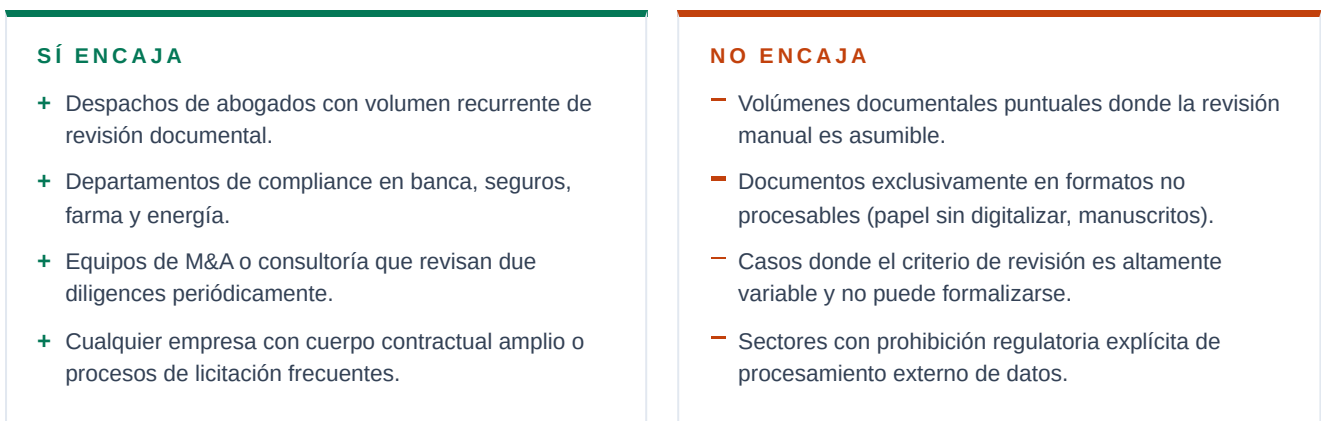 SÍ ENCAJA
+ Despachos de abogados con volumen recurrente de
revisión documental.
+ Departamentos de compliance en banca, seguros,
farma y energía.
+ Equipos de M&A o consultoría que revisan due
diligences periódicamente.
+ Cualquier empresa con cuerpo contractual amplio o
procesos de licitación frecuentes.
NO ENCAJA
– Volúmenes documentales puntuales donde la revisión
manual es asumible.
– Documentos exclusivamente en formatos no
procesables (papel sin digitalizar, manuscritos).
– Casos donde el criterio de revisión es altamente
variable y no puede formalizarse.
– Sectores con prohibición regulatoria explícita de
procesamiento externo de datos.